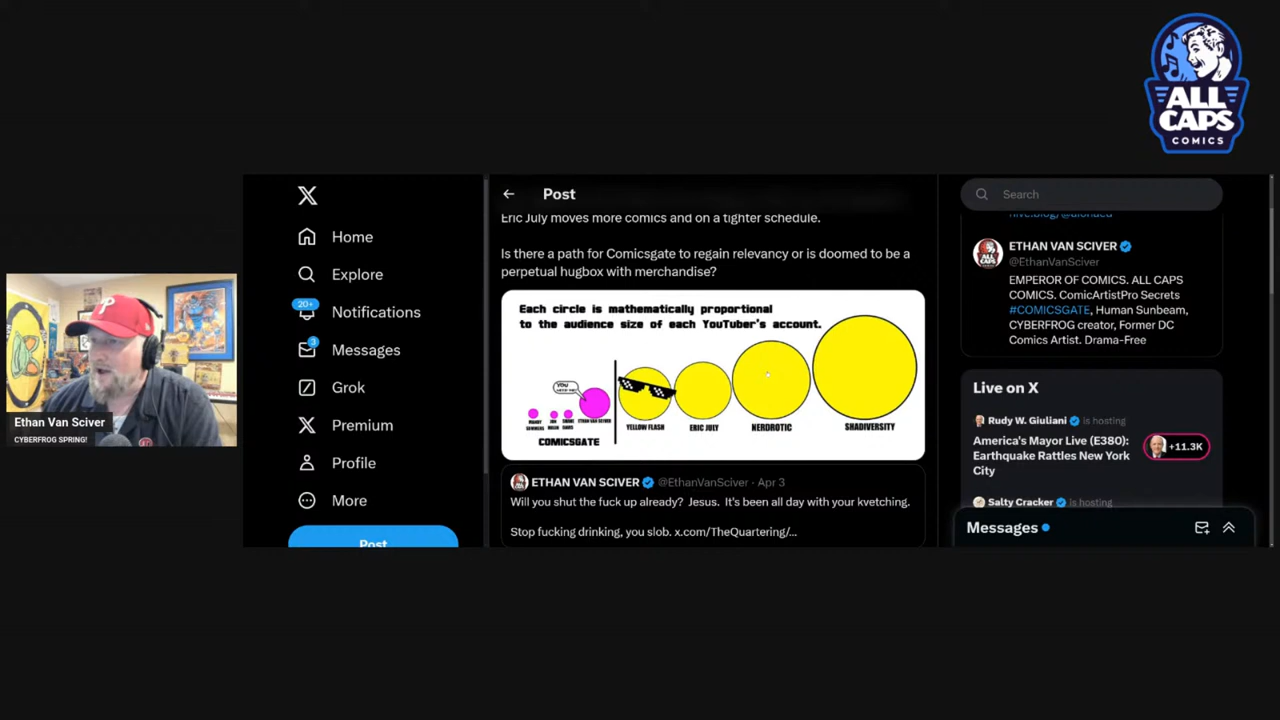 ALL
CAPS
COMICS
Ethan Van Sciver
CYBERFROG SPRING!
Home
Explore
20+
Notifications
3
Messages
Grok
Premium
Profile
More
Post
Post
Eric July moves more comics and on a tighter schedule.
Is there a path for Comicsgate to regain relevancy or is doomed to be a
perpetual hugbox with merchandise?
Each circle is mathematically proportional
to the audience size of each YouTuber's account.
YOU
ETHAN VAN SCIVER
COMICSGATE
YELLOW FLASH
ERIC JULY
NERDROTIC
SHADIVERSITY
ETHAN VAN SCIVER @EthanVanSciver · Apr 3
Will you shut the fuck up already? Jesus. It's been all day with your kvetching.
Stop fucking drinking, you slob. x.com/TheQuartering/...
Search
ETHAN VAN SCIVER
@EthanVanSciver
EMPEROR OF COMICS. ALL CAPS
COMICS. ComicArtistPro Secrets
#COMICSGATE, Human Sunbeam,
CYBERFROG creator, Former DC
Comics Artist. Drama-Free
Live on X
Rudy W. Giuliani is hosting
America's Mayor Live (E380):
Earthquake Rattles New York
City
+11.3K
Salty Cracker is hosting
Messages